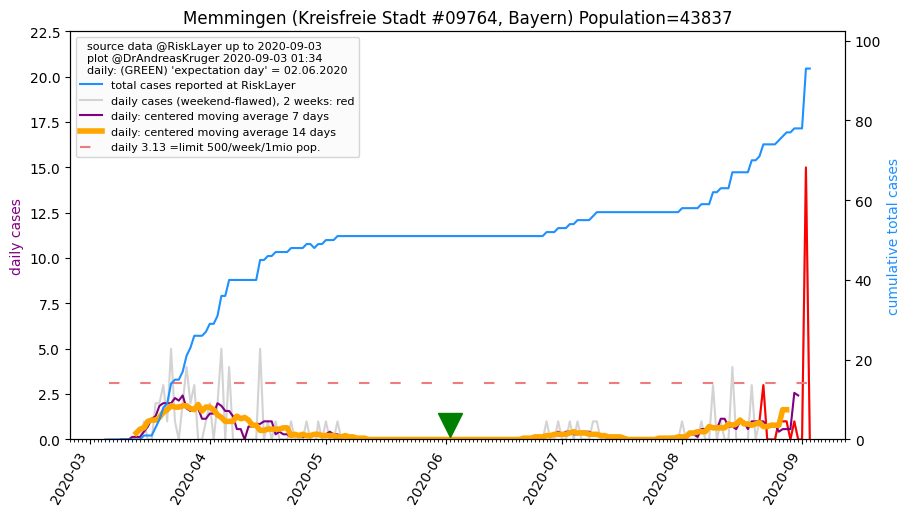 Memmingen (Kreisfreie Stadt #09764, Bayern) Population=43837
source data @RiskLayer up to 2020-09-03
plot @DrAndreasKruger 2020-09-03 01:34
daily: (GREEN) 'expectation day' = 02.06.2020
total cases reported at RiskLayer
daily cases (weekend-flawed), 2 weeks: red
daily: centered moving average 7 days
daily: centered moving average 14 days
daily 3.13 =limit 500/week/1mio pop.
daily cases
22.5
20.0
17.5
15.0
12.5
10.0
7.5
5.0
2.5
0.0
100
80
60
40
20
0
cumulative total cases
2020-03
2020-04
2020-05
2020-06
2020-07
2020-08
2020-09